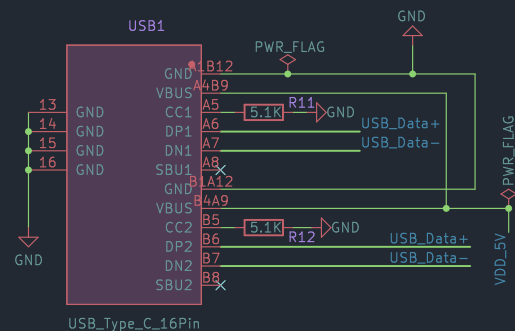 USB1
GND
PWR_FLAG
GND A1B12
VBUS A4B9
13 GND CC1 A5 5.1K R11 GND
14 GND DP1 A6 USB_Data+
15 GND DN1 A7 USB_Data-
16 GND SBU1 A8
GND B1A12
VBUS B4A9
PWR_FLAG
CC2 B5 5.1K R12 GND
DP2 B6 USB_Data+
GND DN2 B7 USB_Data-
SBU2 B8
VDD_5V
USB_Type_C_16Pin